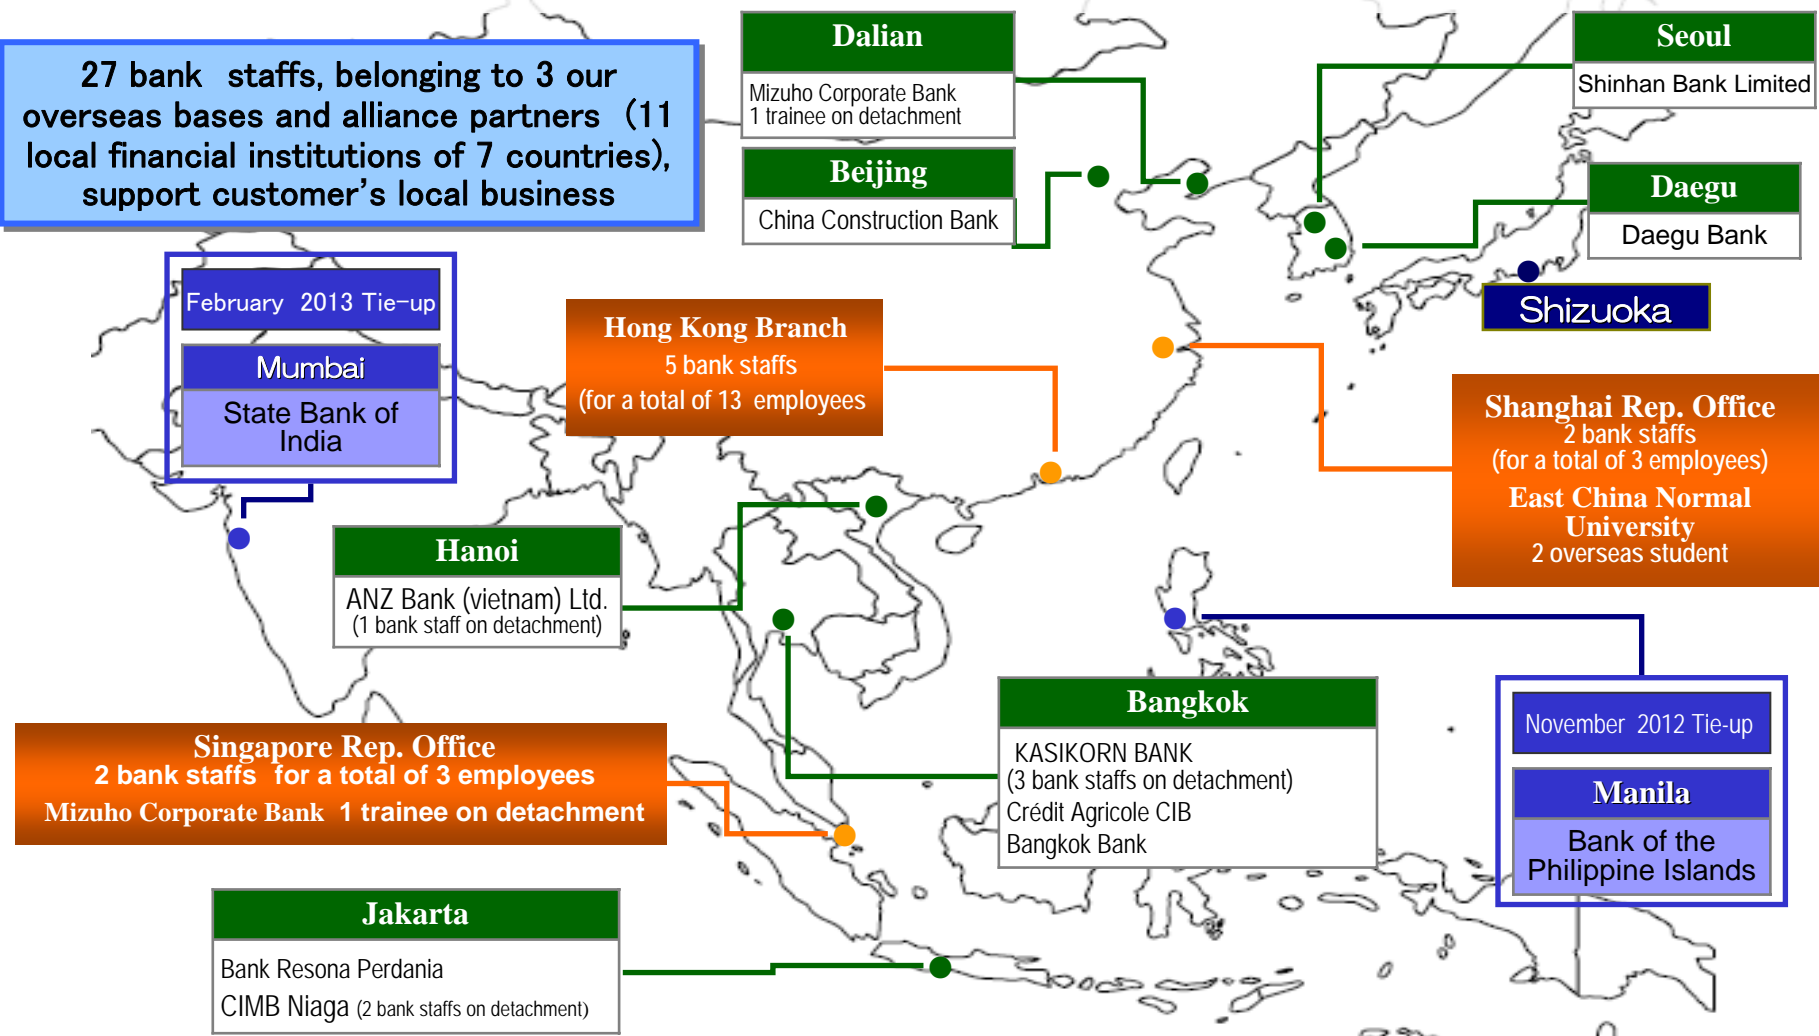 27 bank staffs, belonging to 3 our
overseas bases and alliance partners (11
local financial institutions of 7 countries),
support customer's local business
Dalian
Mizuho Corporate Bank
1 trainee on detachment
Beijing
China Construction Bank
Seoul
Shinhan Bank Limited
Daegu
Daegu Bank
Shizuoka
February 2013 Tie-up
Mumbai
State Bank of
India
Hong Kong Branch
5 bank staffs
(for a total of 13 employees
Shanghai Rep. Office
2 bank staffs
(for a total of 3 employees)
East China Normal
University
2 overseas student
Hanoi
ANZ Bank (vietnam) Ltd.
(1 bank staff on detachment)
Singapore Rep. Office
2 bank staffs for a total of 3 employees
Mizuho Corporate Bank 1 trainee on detachment
Bangkok
KASIKORN BANK
(3 bank staffs on detachment)
Crédit Agricole CIB
Bangkok Bank
November 2012 Tie-up
Manila
Bank of the
Philippine Islands
Jakarta
Bank Resona Perdania
CIMB Niaga (2 bank staffs on detachment)